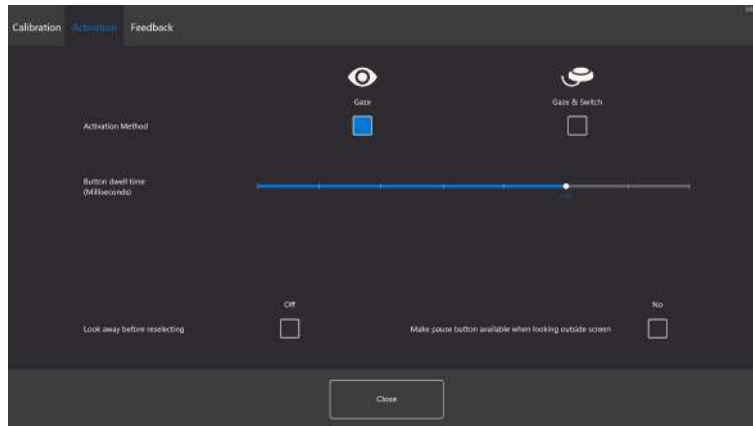 Calibration Activation Feedback
Gaze Gaze & Switch
Activation Method
Button dwell time
(Milliseconds)
Off No
Look away before reselecting Make pause button available when looking outside screen
Close